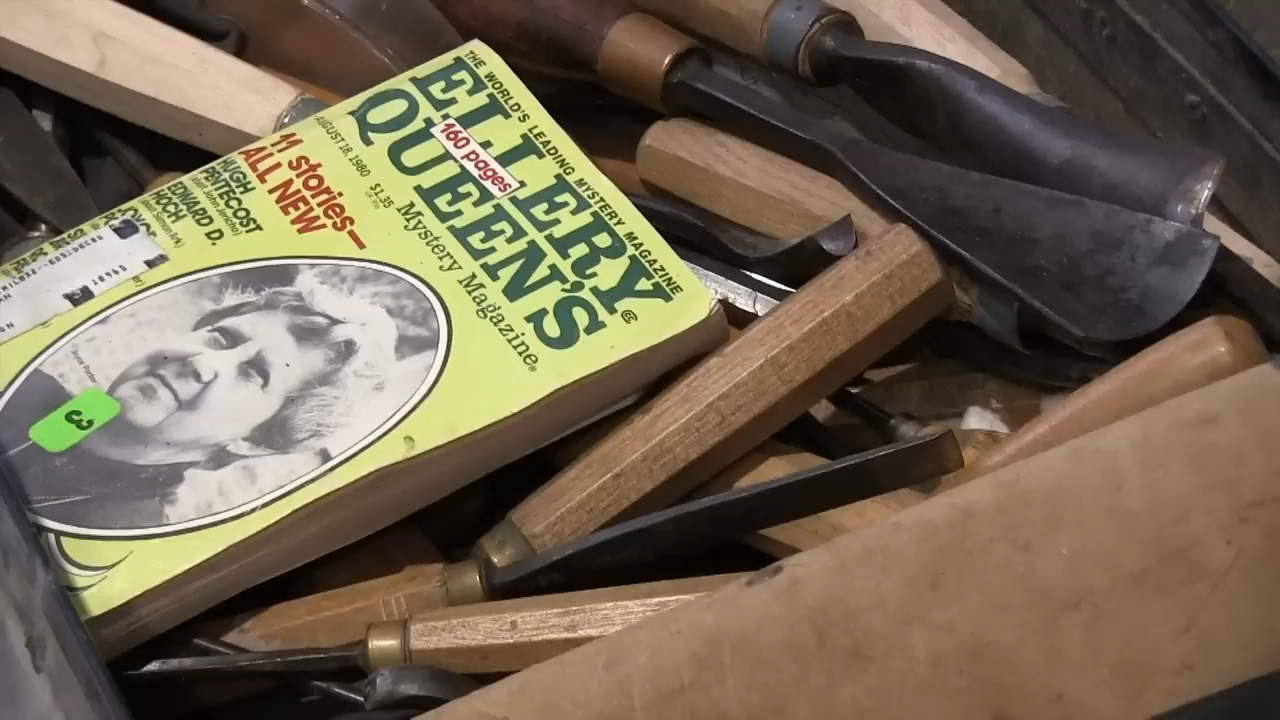 THE WORLD'S LEADING MYSTERY MAGAZINE
ELLERY
QUEEN'S
160 pages
Mystery Magazine®
AUGUST 18, 1980 $1.35
11 stories—
ALL NEW
HUGH
PENTECOST
EDWARD D.
HOCH
3